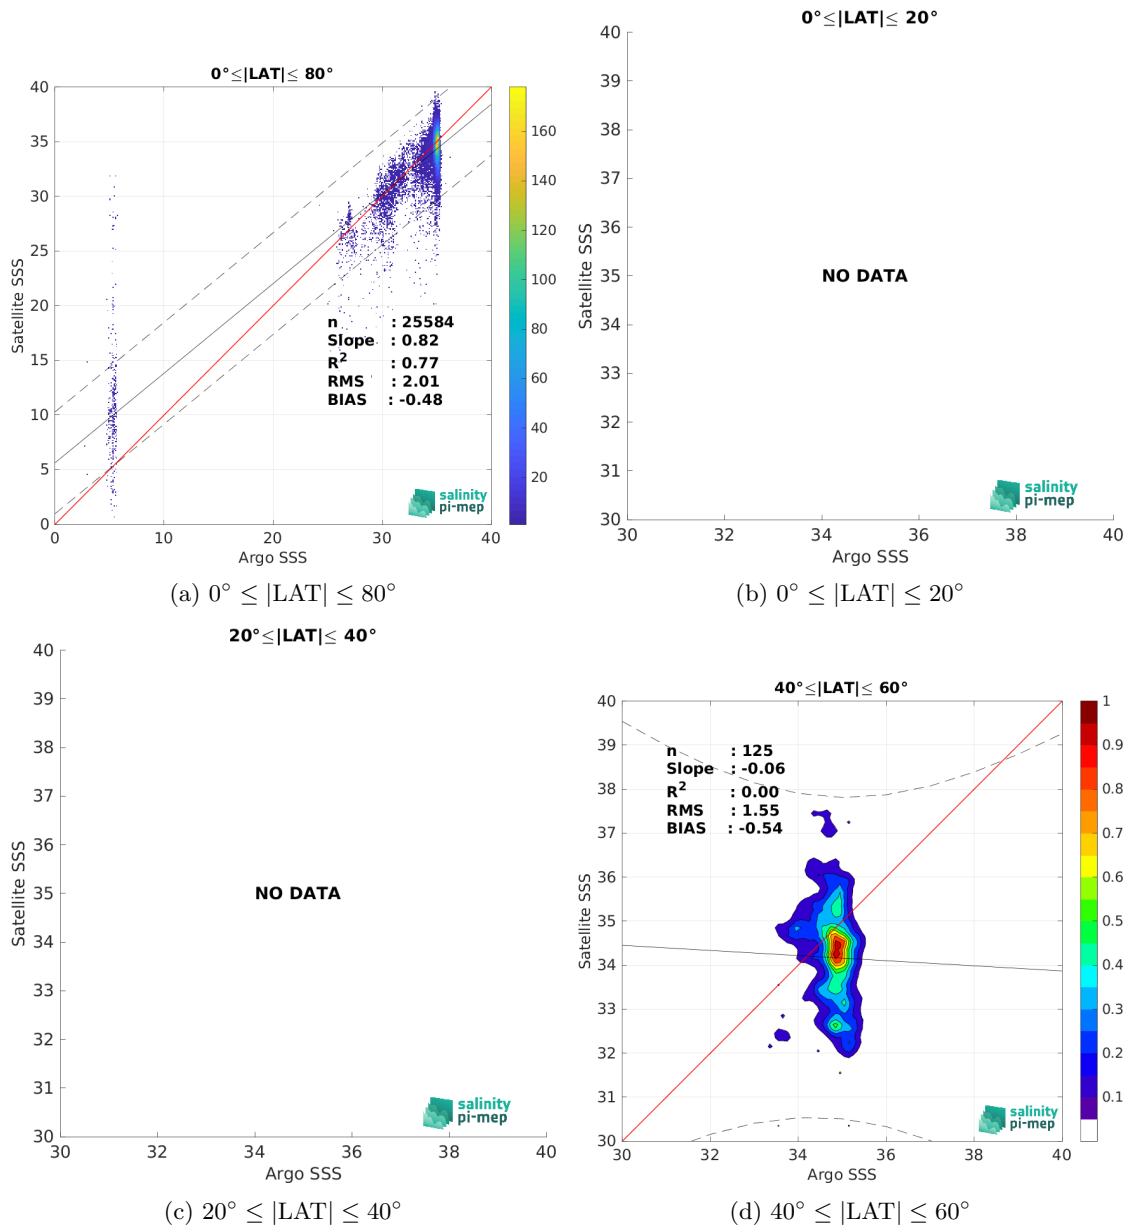 0°≤|LAT|≤ 80°
40
35
30
25
20
15
10
5
0
0
10
20
30
40
Satellite SSS
Argo SSS
n : 25584
Slope : 0.82
R² : 0.77
RMS : 2.01
BIAS : -0.48
160
140
120
100
80
60
40
20
salinity
pi-mep
(a) 0° ≤ |LAT| ≤ 80°
0°≤|LAT|≤ 20°
40
39
38
37
36
35
34
33
32
31
30
30
32
34
36
38
40
Satellite SSS
Argo SSS
NO DATA
salinity
pi-mep
(b) 0° ≤ |LAT| ≤ 20°
20°≤|LAT|≤ 40°
40
39
38
37
36
35
34
33
32
31
30
30
32
34
36
38
40
Satellite SSS
Argo SSS
NO DATA
salinity
pi-mep
(c) 20° ≤ |LAT| ≤ 40°
40°≤|LAT|≤ 60°
40
39
38
37
36
35
34
33
32
31
30
30
32
34
36
38
40
Satellite SSS
Argo SSS
n : 125
Slope : -0.06
R² : 0.00
RMS : 1.55
BIAS : -0.54
1
0.9
0.8
0.7
0.6
0.5
0.4
0.3
0.2
0.1
salinity
pi-mep
(d) 40° ≤ |LAT| ≤ 60°